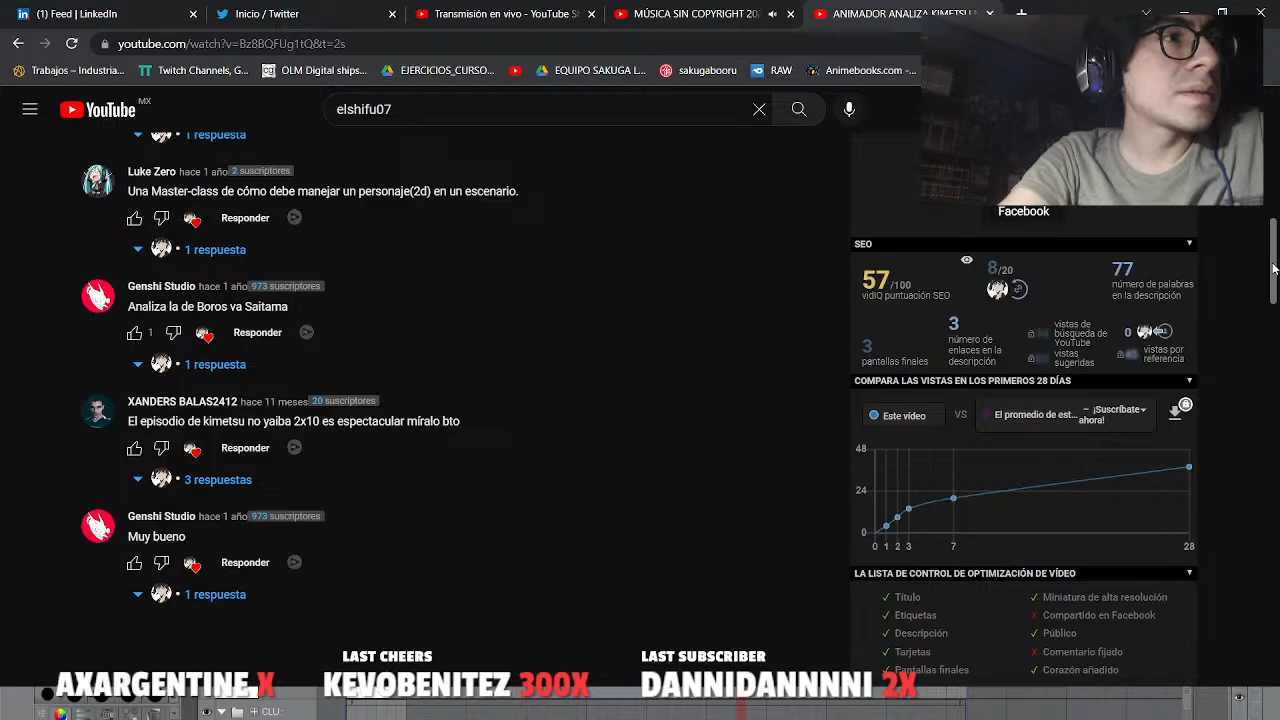 (1) Feed | LinkedIn
Inicio / Twitter
Transmisión en vivo - YouTube St
MÚSICA SIN COPYRIGHT 202
ANIMADOR ANALIZA KIMETSU
youtube.com/watch?v=Bz8BQFUg1tQ&t=2s
Trabajos – Industria...
Twitch Channels, G...
OLM Digital ships...
EJERCICIOS_CURSO...
EQUIPO SAKUGA L...
sakugabooru
RAW
Animebooks.com -...
YouTube MX
elshifu07
1 respuesta
Luke Zero hace 1 año 2 suscriptores
Una Master-class de cómo debe manejar un personaje(2d) en un escenario.
Responder
1 respuesta
Genshi Studio hace 1 año 973 suscriptores
Analiza la de Boros va Saitama
1 Responder
1 respuesta
XANDERS BALAS2412 hace 11 meses 20 suscriptores
El episodio de kimetsu no yaiba 2x10 es espectacular míralo bto
Responder
3 respuestas
Genshi Studio hace 1 año 973 suscriptores
Muy bueno
Responder
1 respuesta
Facebook
SEO
57/100
vidIQ puntuación SEO
8/20
77
número de palabras
en la descripción
3
pantallas finales
3
número de
enlaces en la
descripción
vistas de
búsqueda de
YouTube
vistas
sugeridas
0
vistas por
referencia
COMPARA LAS VISTAS EN LOS PRIMEROS 28 DÍAS
Este vídeo
VS
El promedio de est...
– ¡Suscríbate
ahora!
48
24
0
0 1 2 3 7 28
LA LISTA DE CONTROL DE OPTIMIZACIÓN DE VÍDEO
Título
Etiquetas
Descripción
Tarjetas
Pantallas finales
Miniatura de alta resolución
Compartido en Facebook
Público
Comentario fijado
Corazón añadido
LAST CHEERS
LAST SUBSCRIBER
AXARGENTINE X
KEVOBENITEZ 300X
DANNIDANNNNI 2X
CLU: